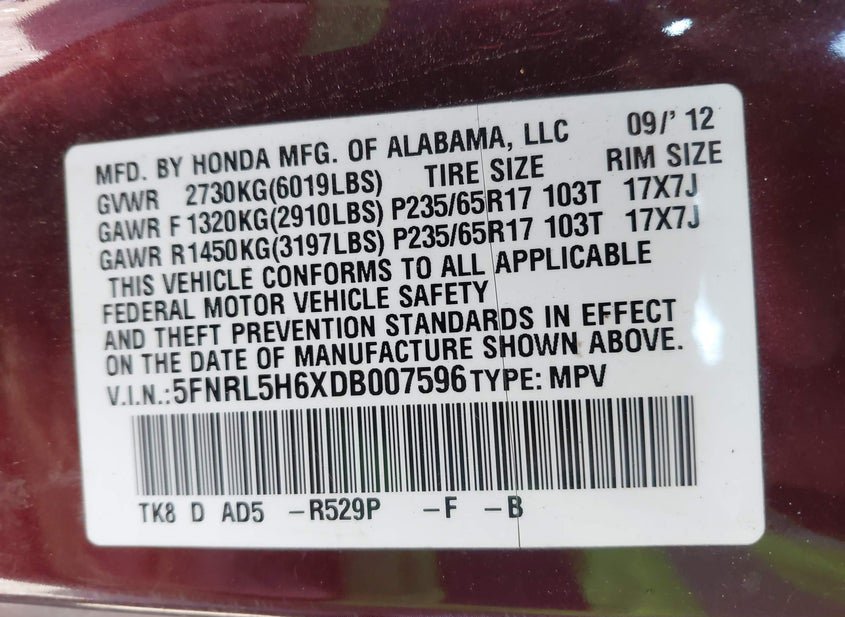 MFD. BY HONDA MFG. OF ALABAMA, LLC 09/' 12
GVWR 2730KG(6019LBS) TIRE SIZE RIM SIZE
GAWR F 1320KG(2910LBS) P235/65R17 103T 17X7J
GAWR R1450KG(3197LBS) P235/65R17 103T 17X7J
THIS VEHICLE CONFORMS TO ALL APPLICABLE
FEDERAL MOTOR VEHICLE SAFETY
AND THEFT PREVENTION STANDARDS IN EFFECT
ON THE DATE OF MANUFACTURE SHOWN ABOVE.
V.I.N.:5FNRL5H6XDB007596 TYPE: MPV
TK8 D AD5 -R529P -F -B